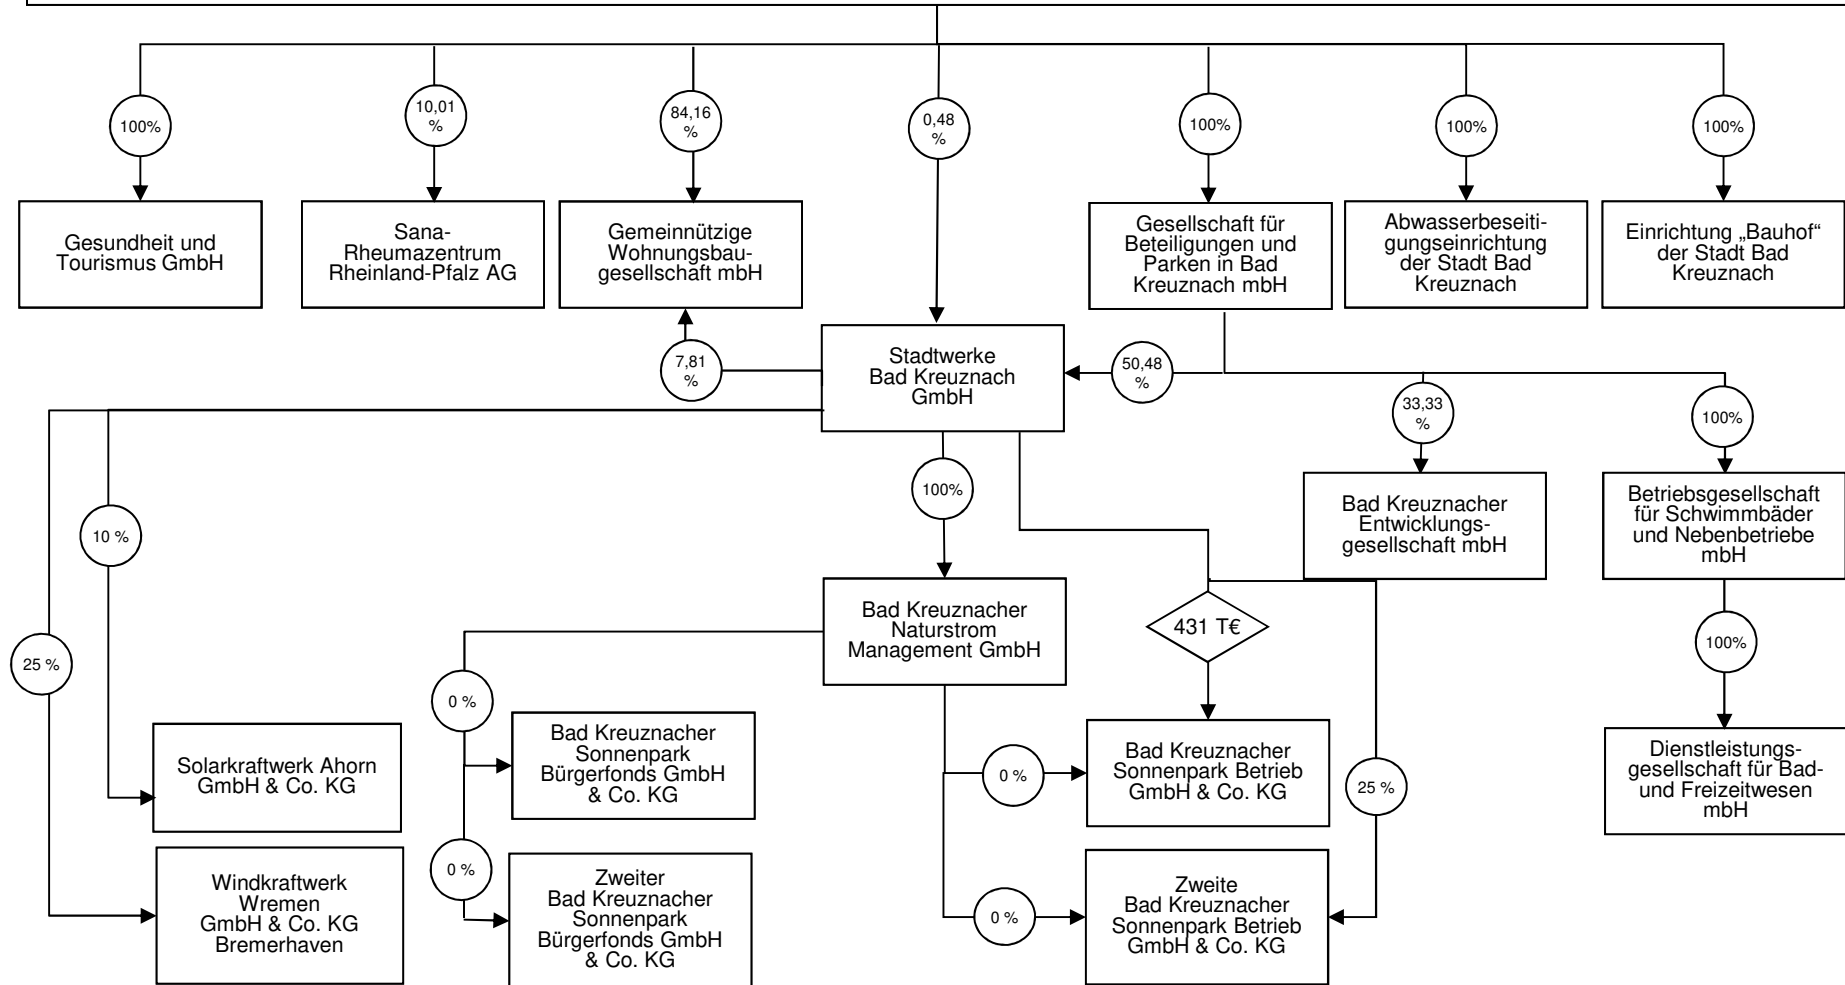 100%
10,01
%
84,16
%
0,48
%
100%
100%
100%
Gesundheit und
Tourismus GmbH
Sana-
Rheumazentrum
Rheinland-Pfalz AG
Gemeinnützige
Wohnungsbau-
gesellschaft mbH
Gesellschaft für
Beteiligungen und
Parken in Bad
Kreuznach mbH
Abwasserbeseiti-
gungseinrichtung
der Stadt Bad
Kreuznach
Einrichtung „Bauhof“
der Stadt Bad
Kreuznach
7,81
%
Stadtwerke
Bad Kreuznach
GmbH
50,48
%
33,33
%
100%
10 %
100%
Bad Kreuznacher
Entwicklungs-
gesellschaft mbH
Betriebsgesellschaft
für Schwimmbäder
und Nebenbetriebe
mbH
25 %
Bad Kreuznacher
Naturstrom
Management GmbH
431 T€
100%
0 %
Solarkraftwerk Ahorn
GmbH & Co. KG
Bad Kreuznacher
Sonnenpark
Bürgerfonds GmbH
& Co. KG
0 %
Bad Kreuznacher
Sonnenpark Betrieb
GmbH & Co. KG
25 %
Dienstleistungs-
gesellschaft für Bad-
und Freizeitwesen
mbH
Windkraftwerk
Wremen
GmbH & Co. KG
Bremerhaven
0 %
Zweiter
Bad Kreuznacher
Sonnenpark
Bürgerfonds GmbH
& Co. KG
0 %
Zweite
Bad Kreuznacher
Sonnenpark Betrieb
GmbH & Co. KG